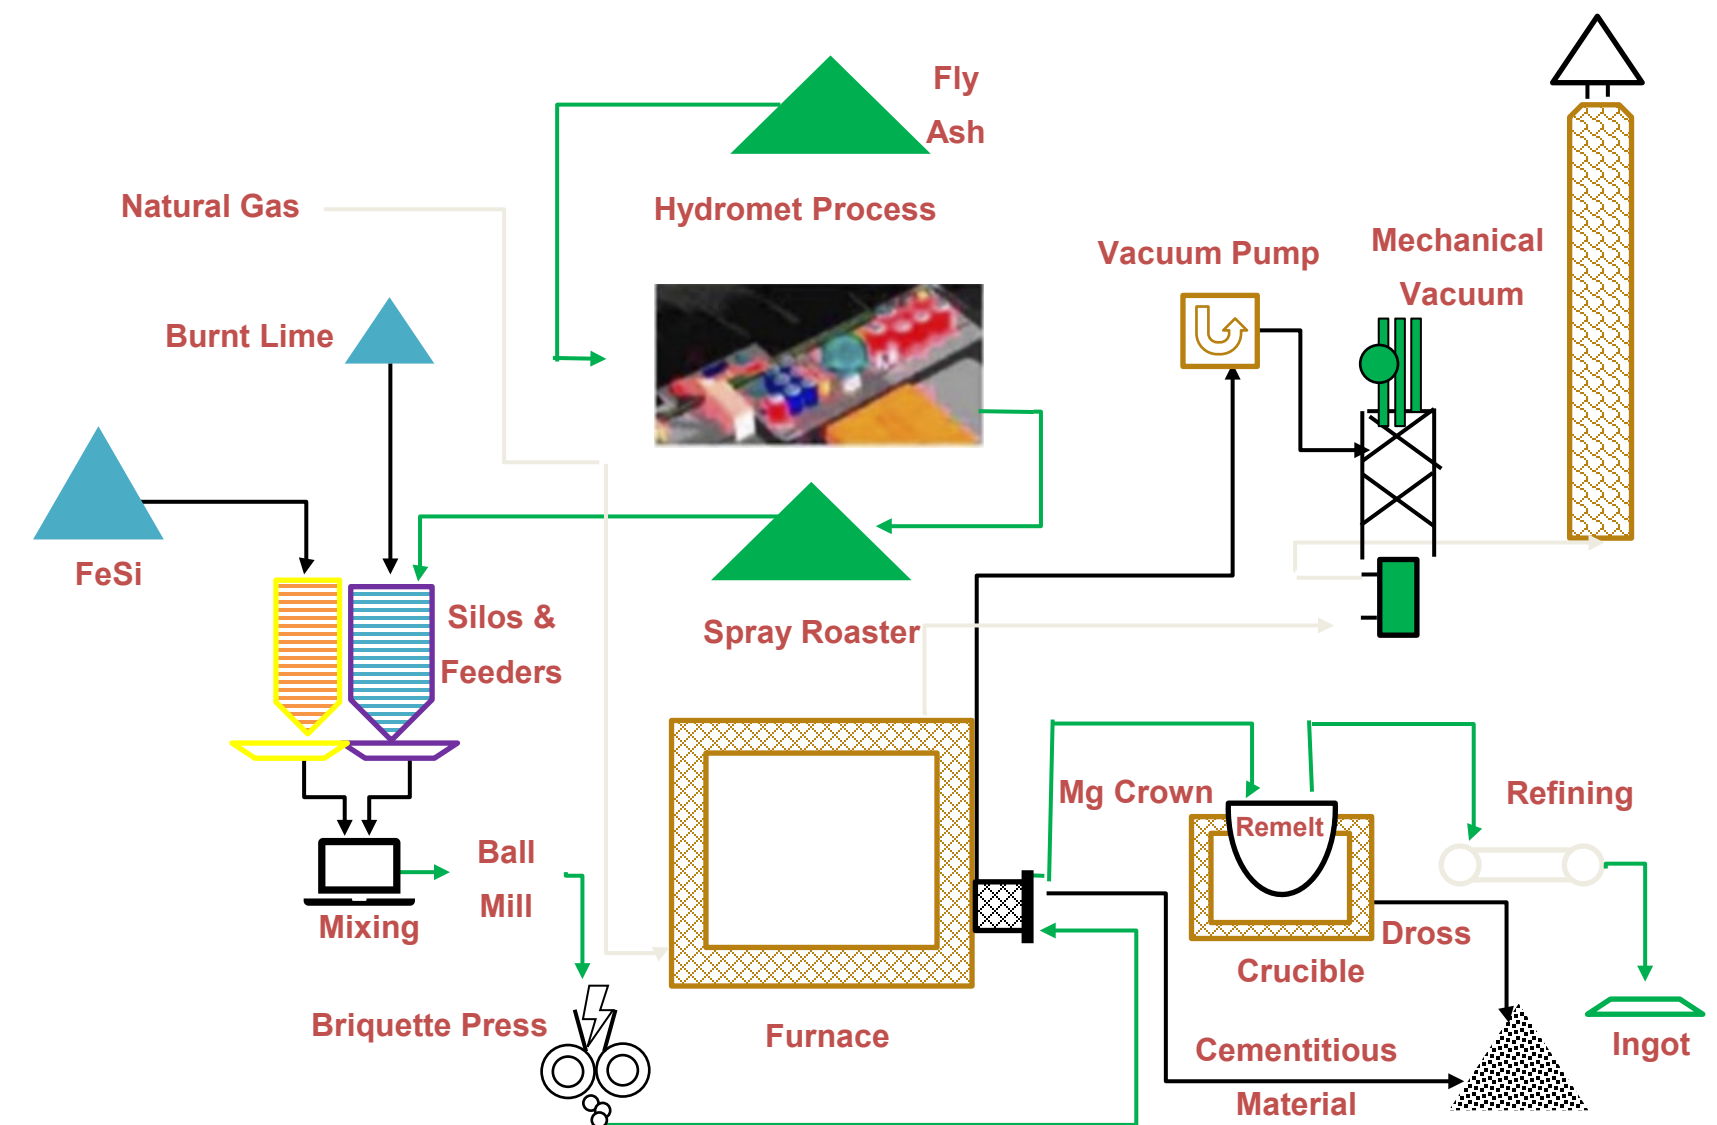 Fly
Ash
Natural Gas
Hydromet Process
Mechanical
Vacuum
Vacuum Pump
Burnt Lime
FeSi
Silos &
Feeders
Spray Roaster
Mg Crown
Refining
Remelt
Ball
Mill
Mixing
Dross
Crucible
Briquette Press
Furnace
Cementitious
Material
Ingot